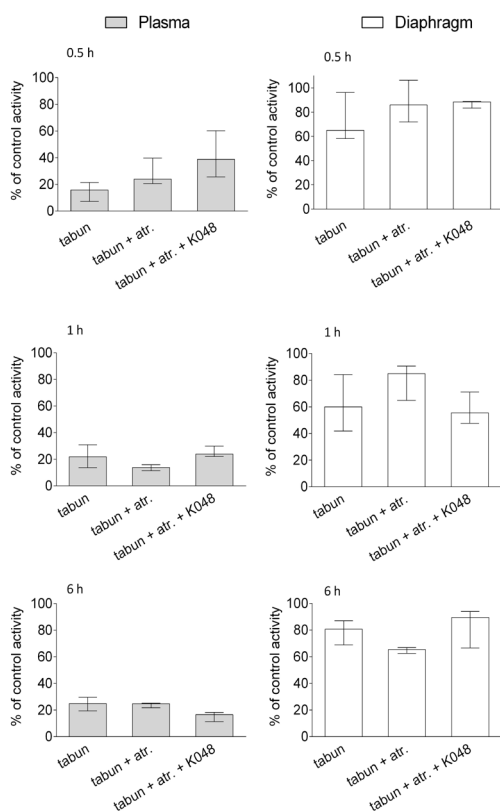 Plasma
Diaphragm
0.5 h
% of control activity
100
80
60
40
20
0
tabun
tabun + atr.
tabun + atr. + K048
0.5 h
% of control activity
100
80
60
40
20
0
tabun
tabun + atr.
tabun + atr. + K048
1 h
% of control activity
100
80
60
40
20
0
tabun
tabun + atr.
tabun + atr. + K048
1 h
% of control activity
100
80
60
40
20
0
tabun
tabun + atr.
tabun + atr. + K048
6 h
% of control activity
100
80
60
40
20
0
tabun
tabun + atr.
tabun + atr. + K048
6 h
% of control activity
100
80
60
40
20
0
tabun
tabun + atr.
tabun + atr. + K048